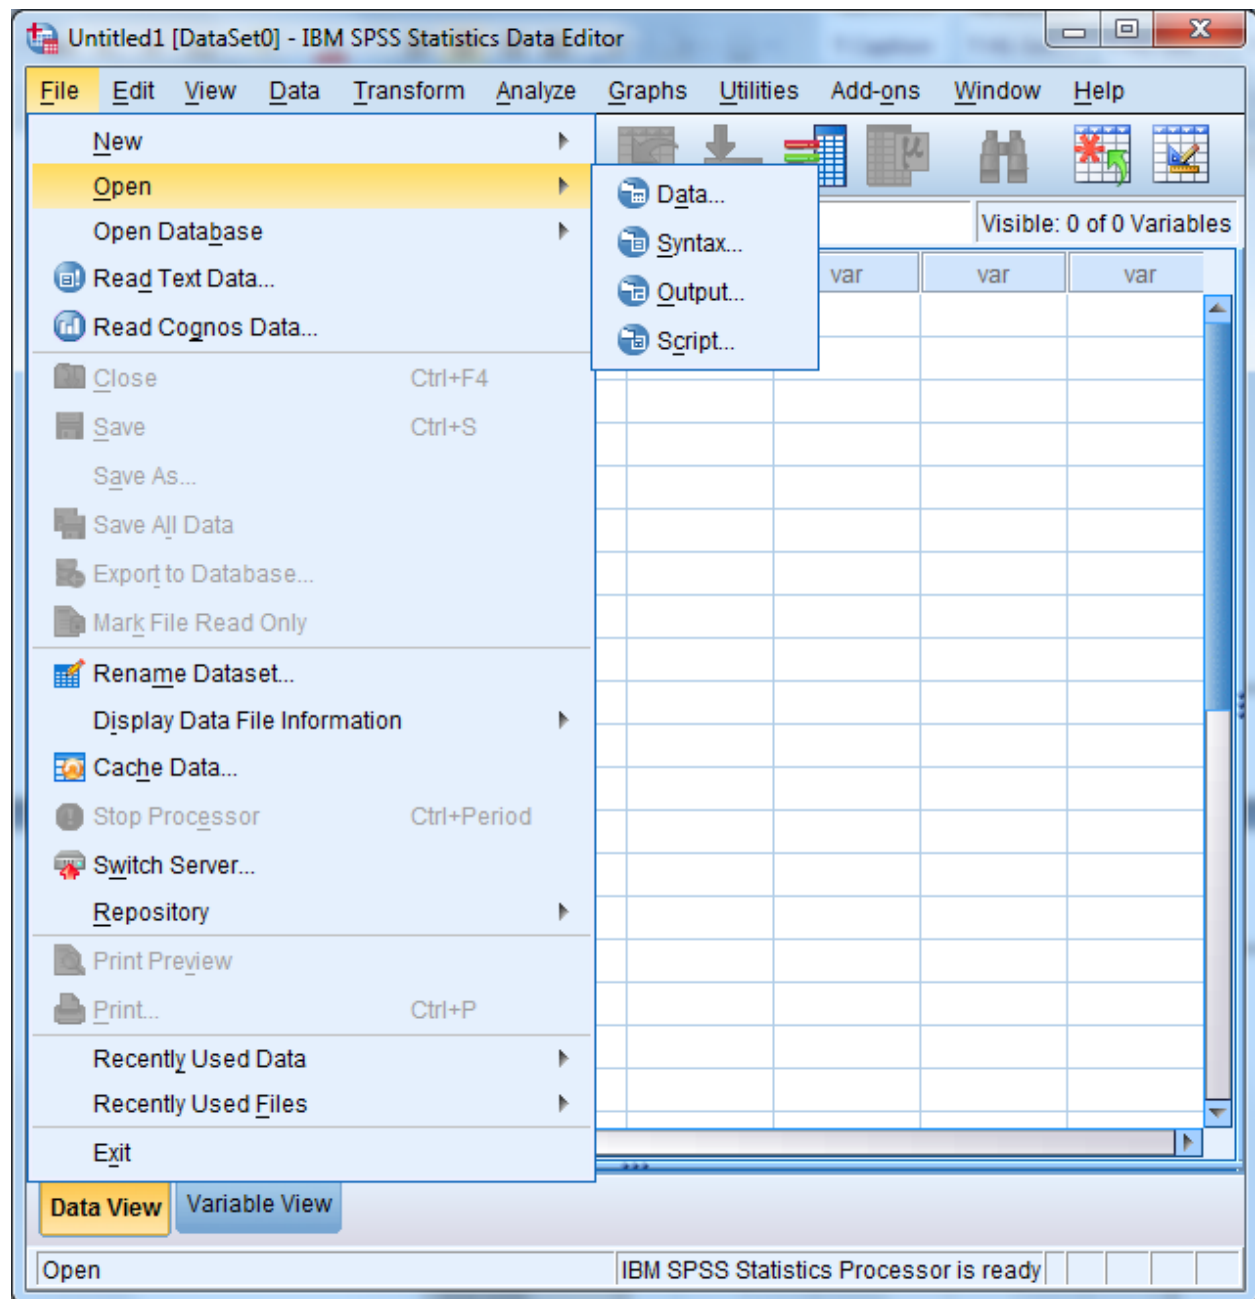 Untitled1 [DataSet0] - IBM SPSS Statistics Data Editor
File Edit View Data Transform Analyze Graphs Utilities Add-ons Window Help
New
Open
Open Database
Read Text Data...
Read Cognos Data...
Close Ctrl+F4
Save Ctrl+S
Save As...
Save All Data
Export to Database...
Mark File Read Only
Rename Dataset...
Display Data File Information
Cache Data...
Stop Processor Ctrl+Period
Switch Server...
Repository
Print Preview
Print... Ctrl+P
Recently Used Data
Recently Used Files
Exit
Data...
Syntax...
Output...
Script...
Visible: 0 of 0 Variables
var var var
Data View Variable View
Open IBM SPSS Statistics Processor is ready